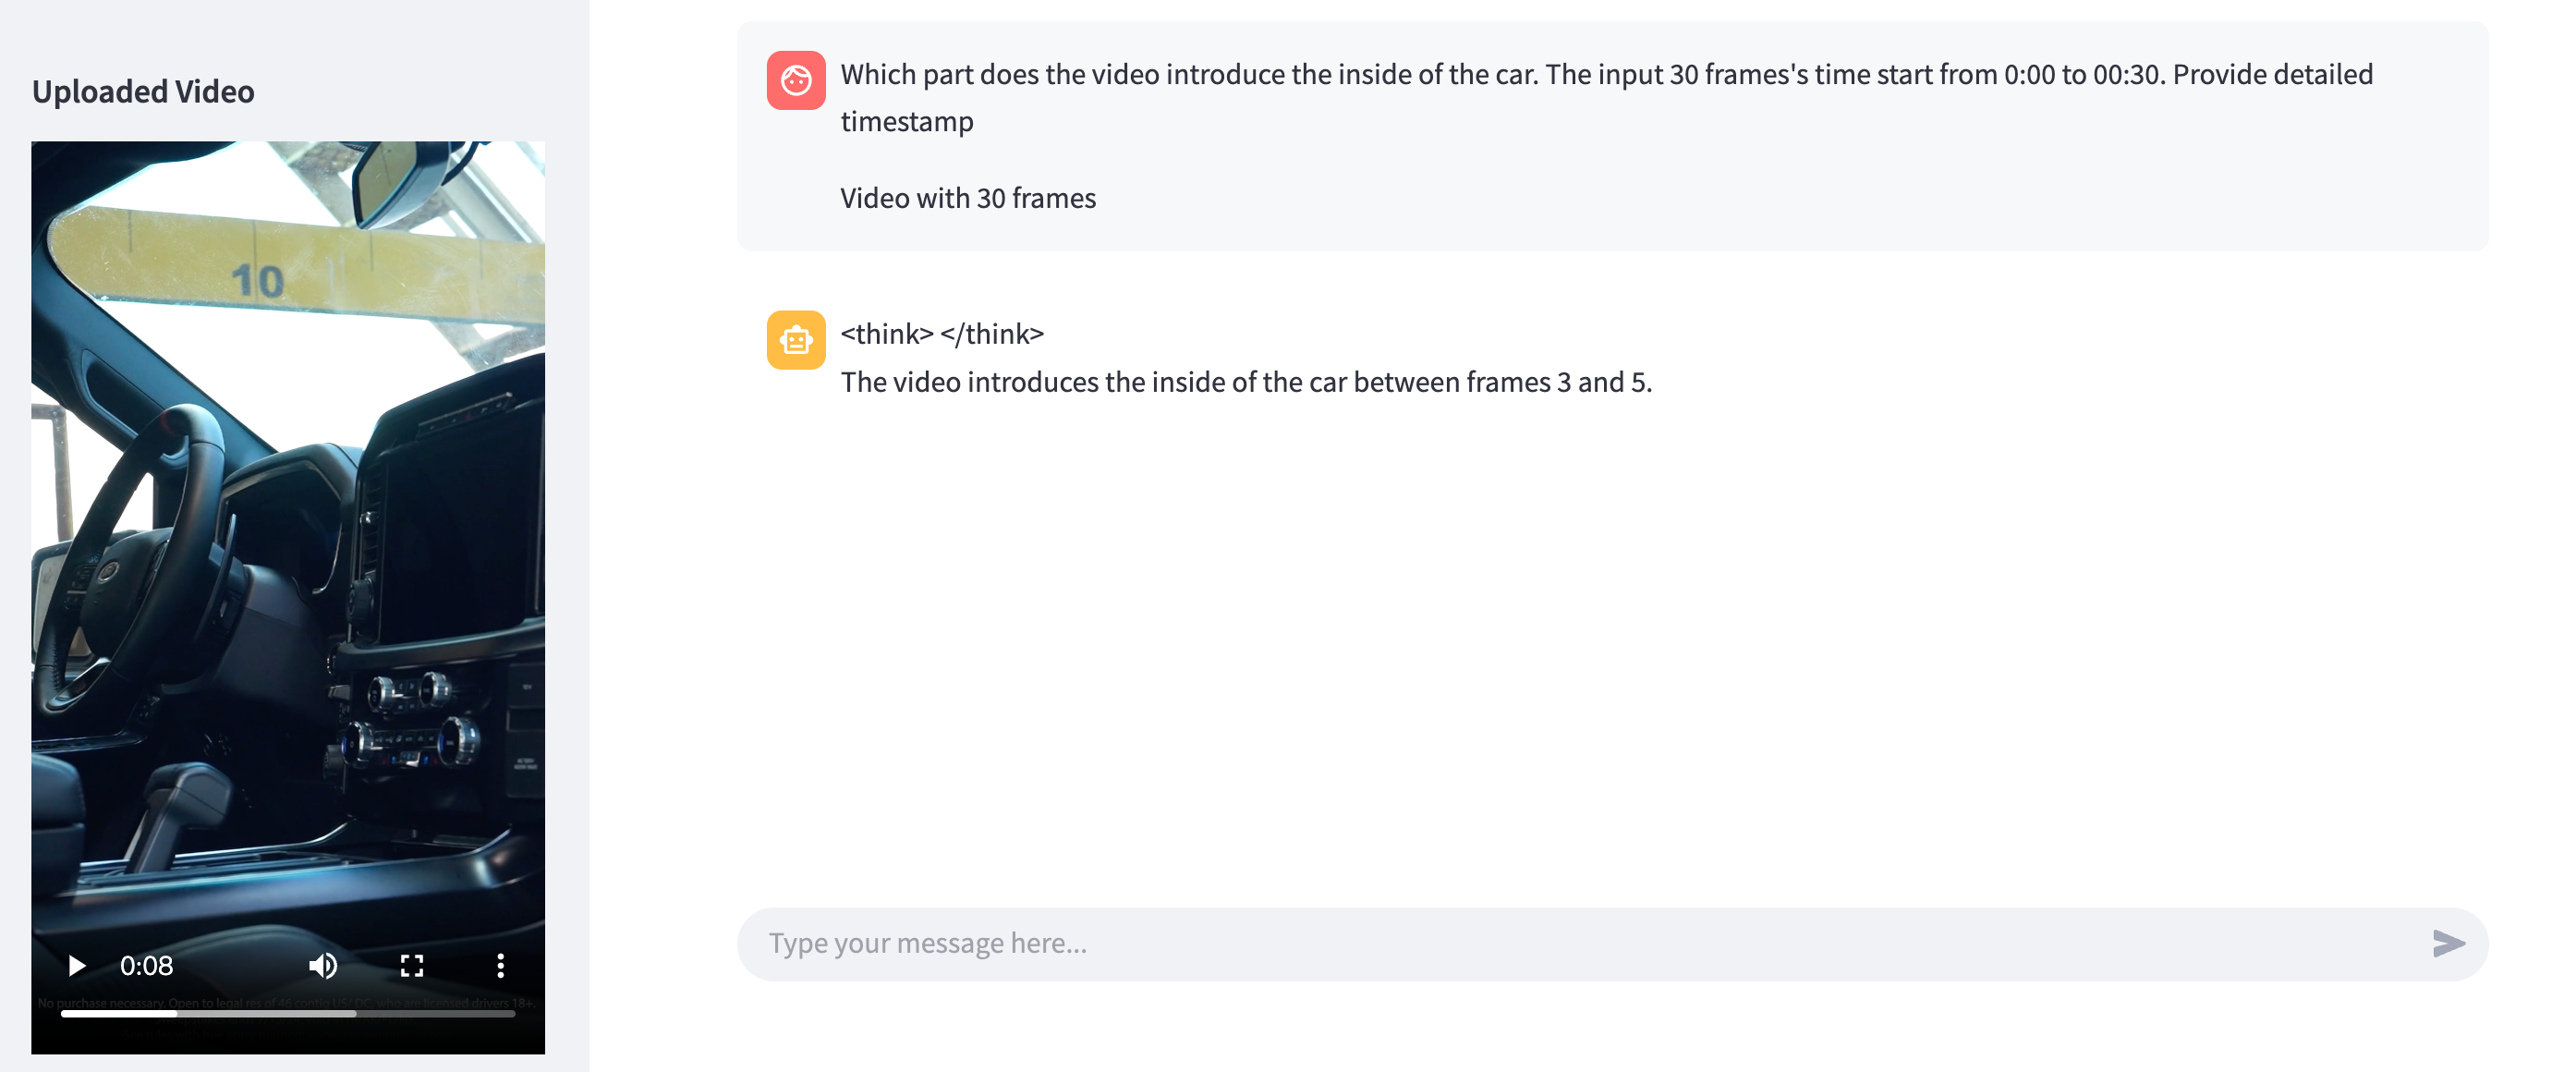 Uploaded Video
10
0:08
No purchase necessary. Open to legal res of 46 contig US/ DC, who are licensed drivers 18+.
Which part does the video introduce the inside of the car. The input 30 frames's time start from 0:00 to 00:30. Provide detailed
timestamp
Video with 30 frames
<think> </think>
The video introduces the inside of the car between frames 3 and 5.
Type your message here...